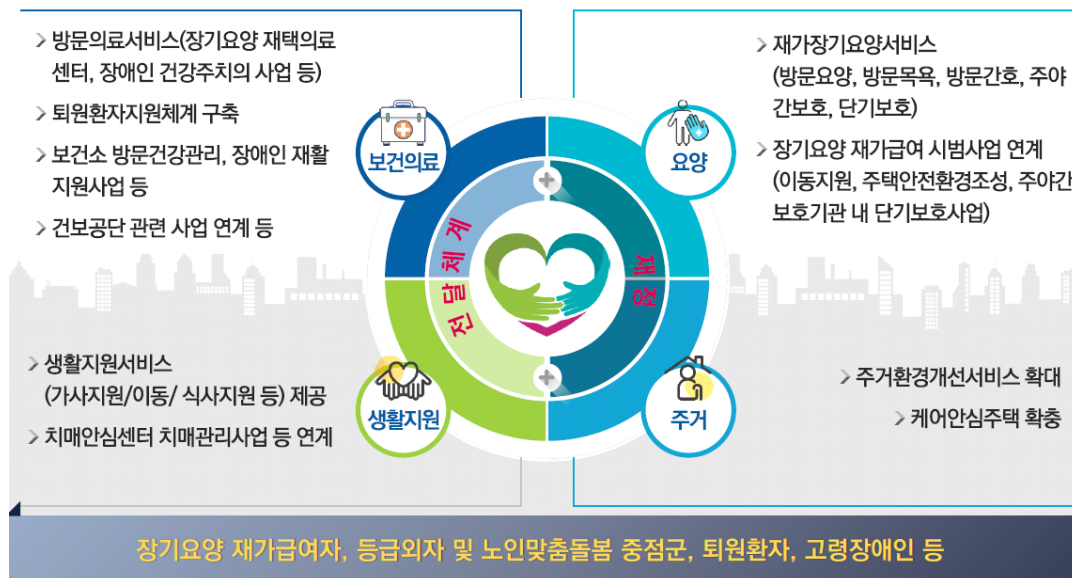 > 방문의료서비스(장기요양 재택의료
센터, 장애인 건강주치의 사업 등)
> 퇴원환자지원체계 구축
> 보건소 방문건강관리, 장애인 재활
지원사업 등
> 건보공단 관련 사업 연계 등
보건의료
> 재가장기요양서비스
(방문요양, 방문목욕, 방문간호, 주야
간보호, 단기보호)
> 장기요양 재가급여 시범사업 연계
(이동지원, 주택안전환경조성, 주야간
보호기관 내 단기보호사업)
요양
전달체계
재정
> 생활지원서비스
(가사지원/이동/ 식사지원 등) 제공
> 치매안심센터 치매관리사업 등 연계
생활지원
> 주거환경개선서비스 확대
> 케어안심주택 확충
주거
장기요양 재가급여자, 등급외자 및 노인맞춤돌봄 중점군, 퇴원환자, 고령장애인 등